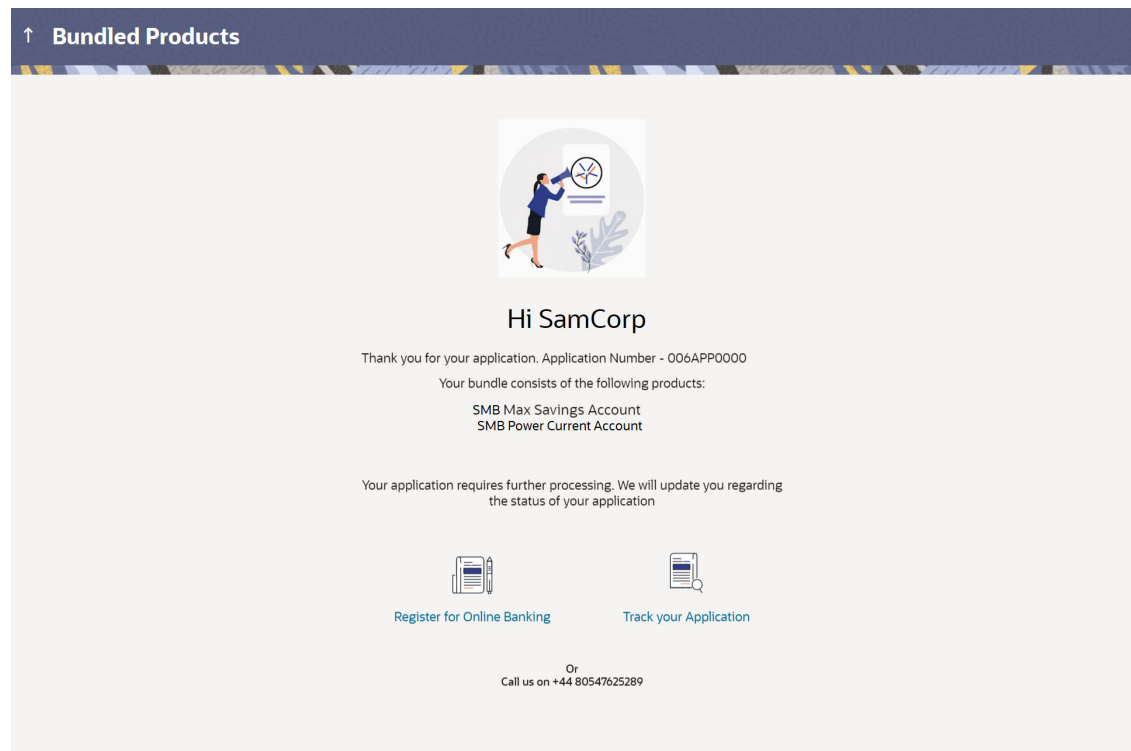 ↑ Bundled Products
Hi SamCorp
Thank you for your application. Application Number - 006APP0000
Your bundle consists of the following products:
SMB Max Savings Account
SMB Power Current Account
Your application requires further processing. We will update you regarding
the status of your application
Register for Online Banking Track your Application
Or
Call us on +44 80547625289